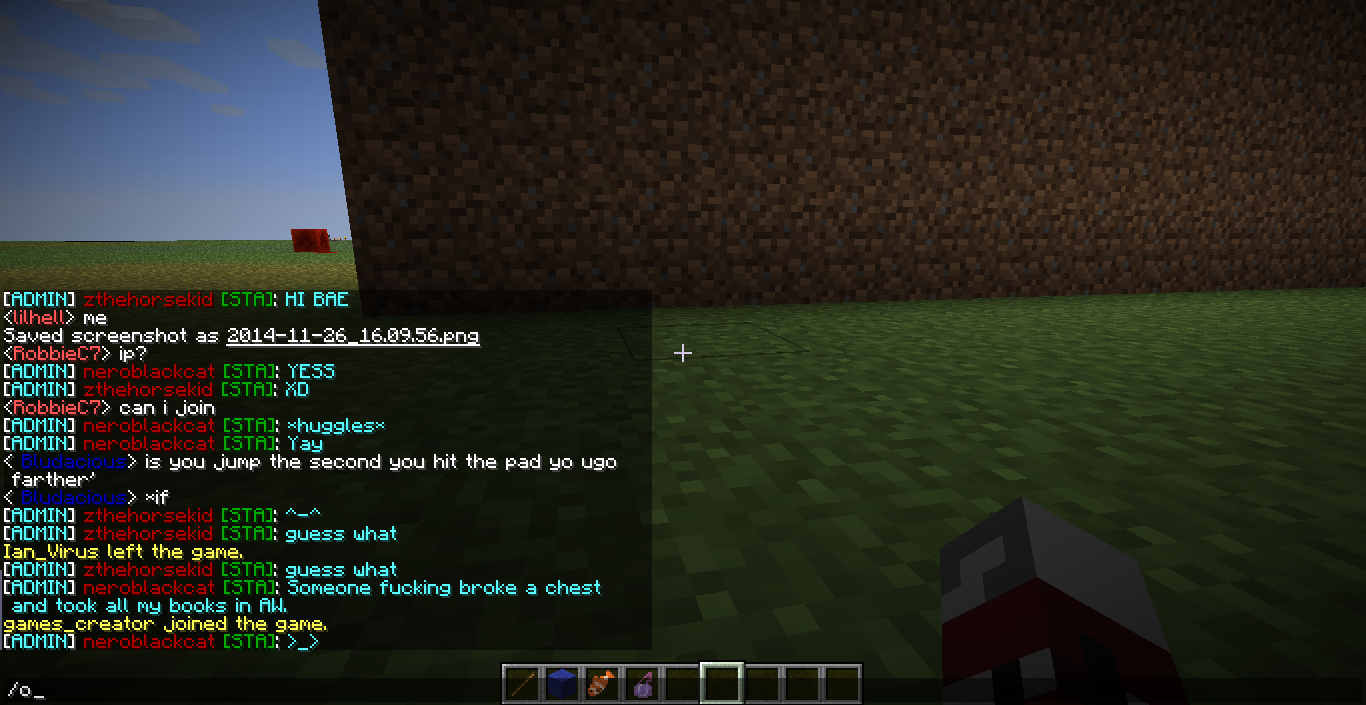 [ADMIN] zthehorsekid [STA]: HI BAE
<lilhell> me
Saved screenshot as 2014-11-26_16.09.56.png
<RobbieC7> ip?
[ADMIN] neroblackcat [STA]: YESS
[ADMIN] zthehorsekid [STA]: XD
<RobbieC7> can i join
[ADMIN] neroblackcat [STA]: *huggles*
[ADMIN] neroblackcat [STA]: Yay
< Bludacious> is you jump the second you hit the pad yo ugo
farther'
< Bludacious> *if
[ADMIN] zthehorsekid [STA]: ^-^
[ADMIN] zthehorsekid [STA]: guess what
Ian_Virus left the game.
[ADMIN] zthehorsekid [STA]: guess what
[ADMIN] neroblackcat [STA]: Someone fucking broke a chest
and took all my books in AW.
games_creator joined the game.
[ADMIN] neroblackcat [STA]: >_>
/o_